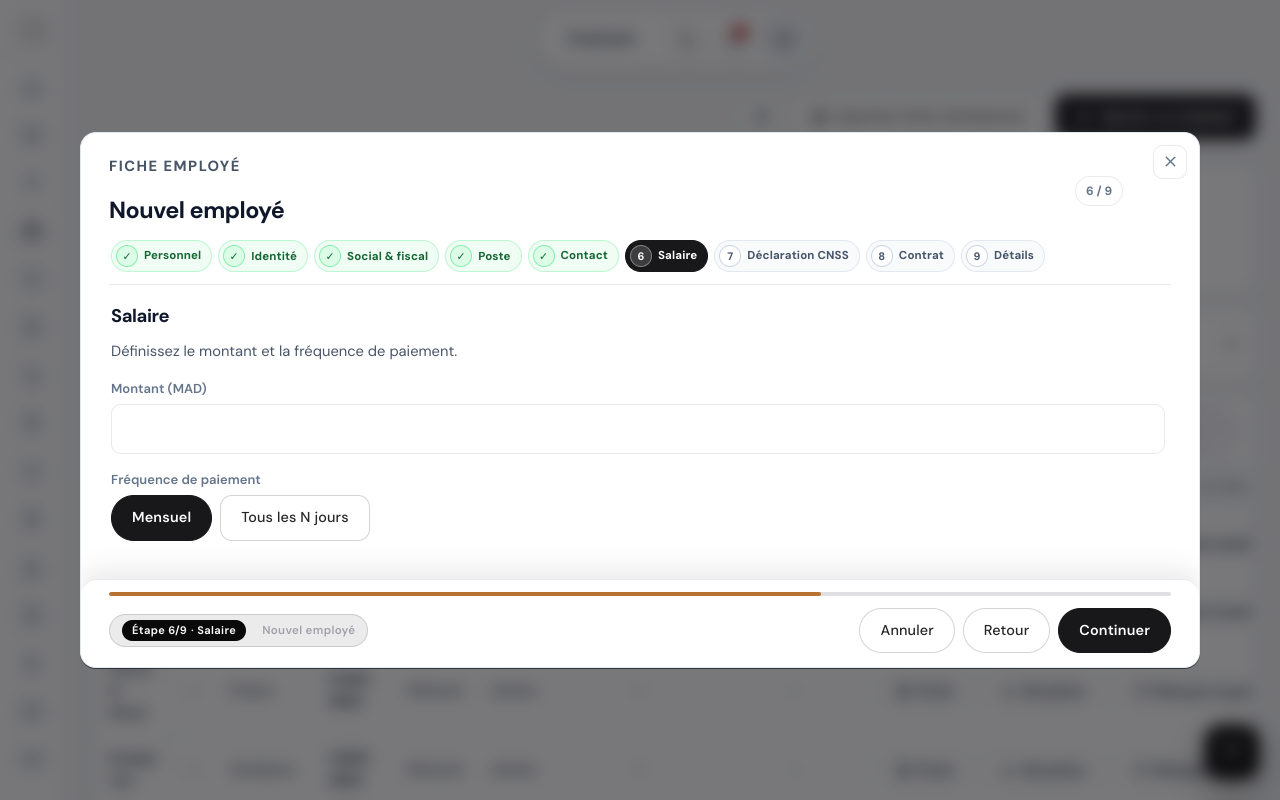 FICHE EMPLOYÉ
6 / 9
Nouvel employé
✓ Personnel ✓ Identité ✓ Social & fiscal ✓ Poste ✓ Contact 6 Salaire 7 Déclaration CNSS 8 Contrat 9 Détails
Salaire
Définissez le montant et la fréquence de paiement.
Montant (MAD)
Fréquence de paiement
Mensuel Tous les N jours
Étape 6/9 · Salaire Nouvel employé Annuler Retour Continuer